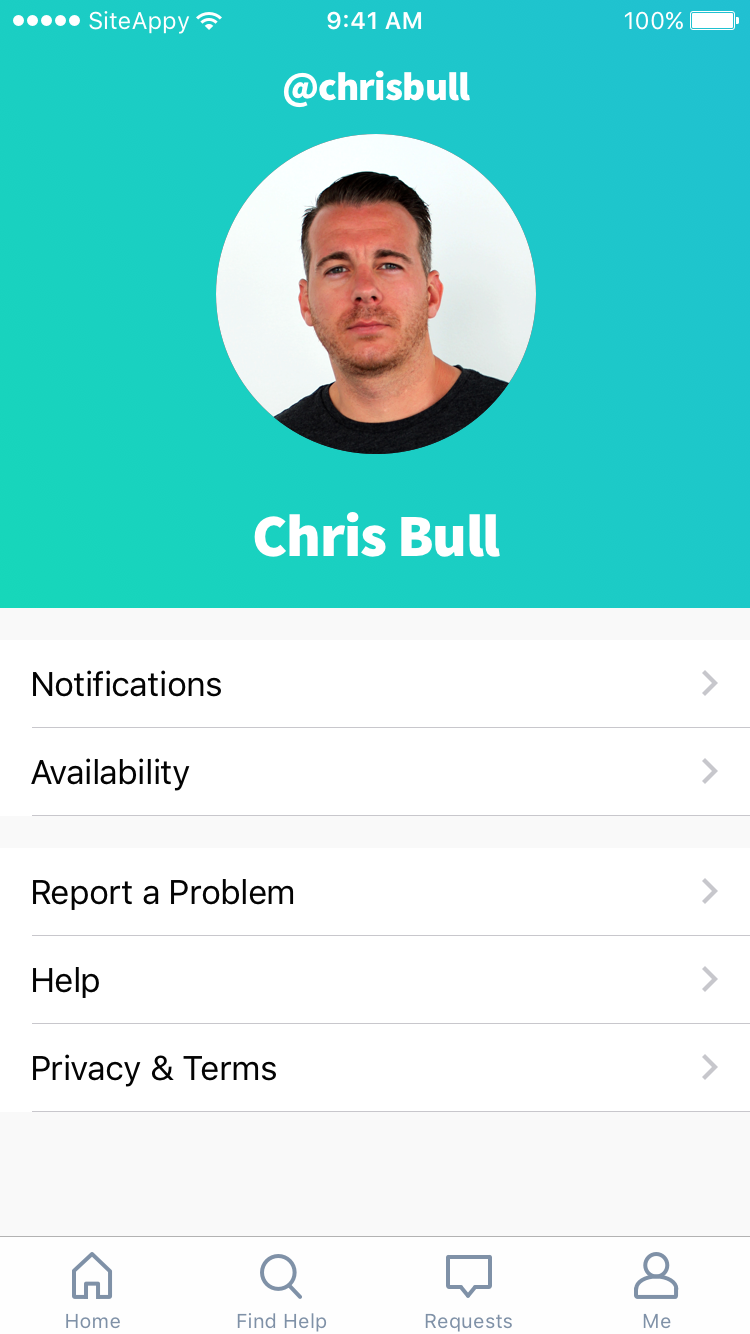 SiteAppy 9:41 AM 100%
@chrisbull
Chris Bull
Notifications
Availability
Report a Problem
Help
Privacy & Terms
Home Find Help Requests Me